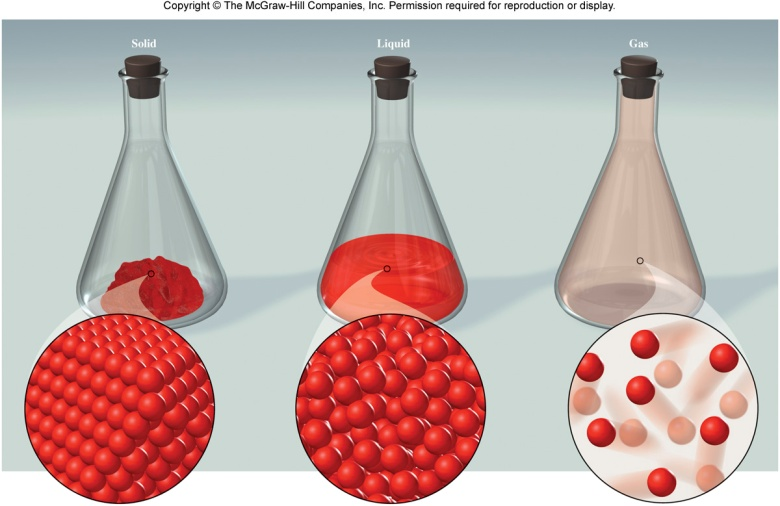 Copyright © The McGraw-Hill Companies, Inc. Permission required for reproduction or display.
Solid
Liquid
Gas